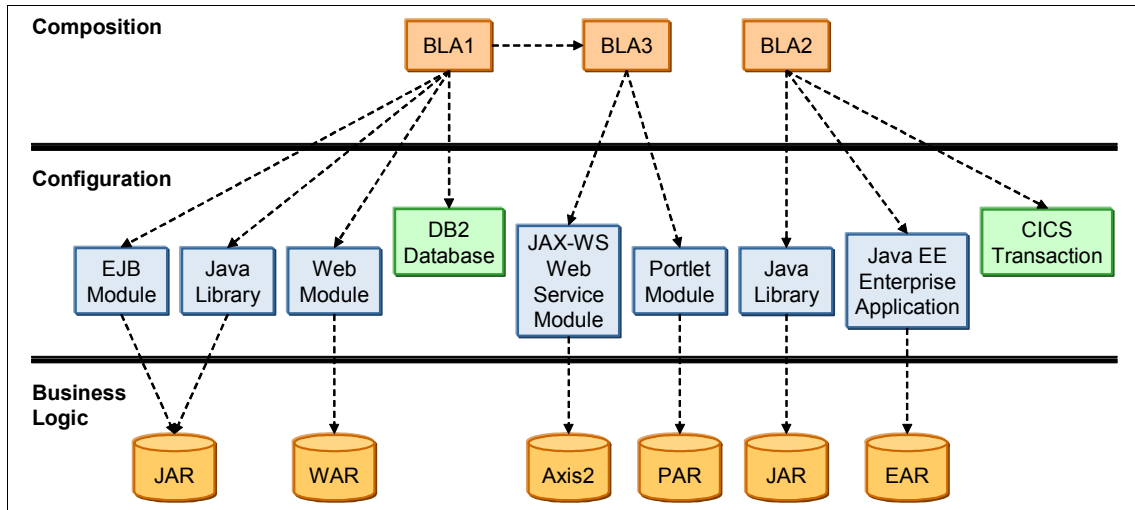 Composition
BLA1
BLA3
BLA2
Configuration
DB2
Database
CICS
Transaction
EJB
Module
Java
Library
Web
Module
JAX-WS
Web
Service
Module
Portlet
Module
Java
Library
Java EE
Enterprise
Application
Business
Logic
JAR
WAR
Axis2
PAR
JAR
EAR